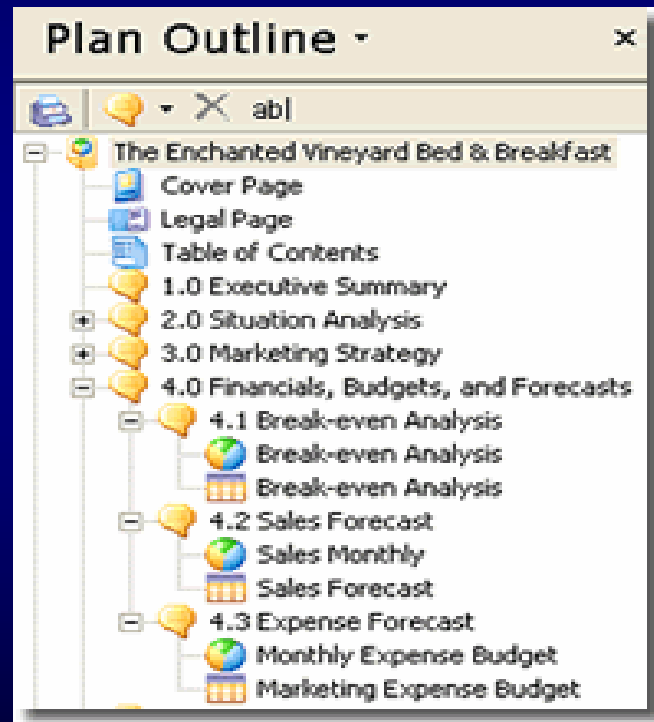 Plan Outline
abl
The Enchanted Vineyard Bed & Breakfast
Cover Page
Legal Page
Table of Contents
1.0 Executive Summary
2.0 Situation Analysis
3.0 Marketing Strategy
4.0 Financials, Budgets, and Forecasts
4.1 Break-even Analysis
Break-even Analysis
Break-even Analysis
4.2 Sales Forecast
Sales Monthly
Sales Forecast
4.3 Expense Forecast
Monthly Expense Budget
Marketing Expense Budget